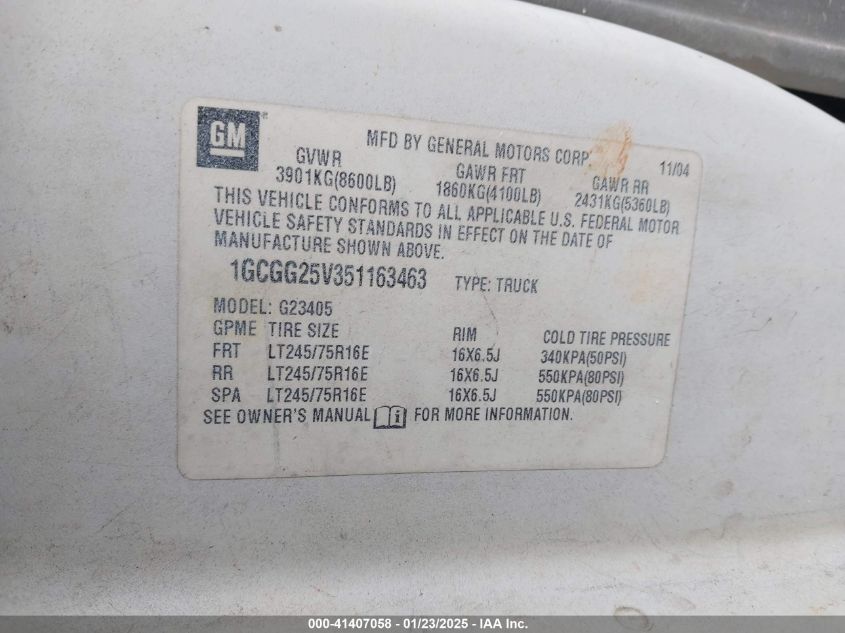 GM®
MFD BY GENERAL MOTORS CORP
11/04
GVWR GAWR FRT GAWR RR
3901KG(8600LB) 1860KG(4100LB) 2431KG(5360LB)
THIS VEHICLE CONFORMS TO ALL APPLICABLE U.S. FEDERAL MOTOR
VEHICLE SAFETY STANDARDS IN EFFECT ON THE DATE OF
MANUFACTURE SHOWN ABOVE.
1GCGG25V351163463 TYPE: TRUCK
MODEL: G23405
GPME TIRE SIZE RIM COLD TIRE PRESSURE
FRT LT245/75R16E 16X6.5J 340KPA(50PSI)
RR LT245/75R16E 16X6.5J 550KPA(80PSI)
SPA LT245/75R16E 16X6.5J 550KPA(80PSI)
SEE OWNER'S MANUAL i FOR MORE INFORMATION.
000-41407058 - 01/23/2025 - IAA Inc.